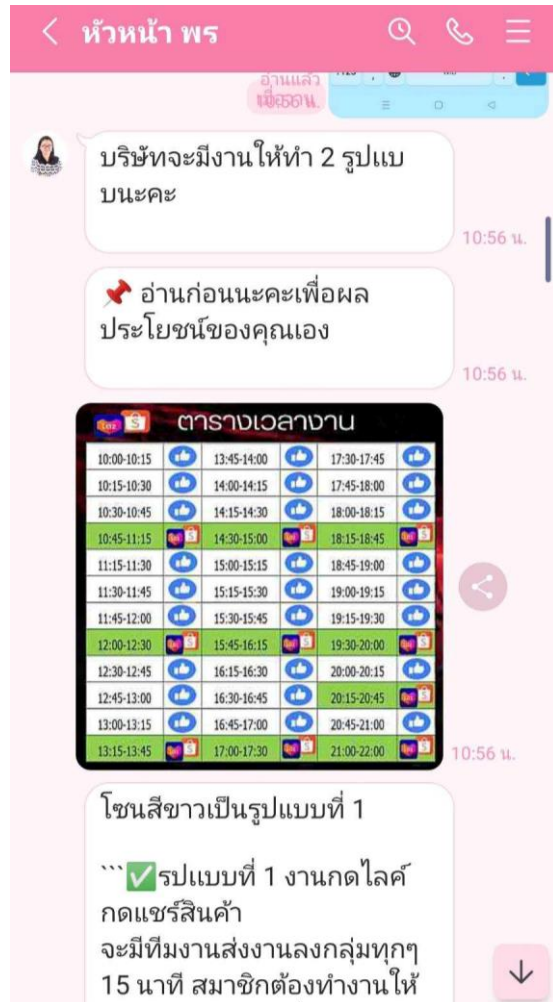 หัวหน้า พร
อ่านแล้ว
บริษัทจะมีงานให้ทำ 2 รูปแบ
บนะคะ
10:56 น.
📌 อ่านก่อนนะคะเพื่อผล
ประโยชน์ของคุณเอง
10:56 น.
ตารางเวลางาน
10:00-10:15 13:45-14:00 17:30-17:45
10:15-10:30 14:00-14:15 17:45-18:00
10:30-10:45 14:15-14:30 18:00-18:15
10:45-11:15 14:30-15:00 18:15-18:45
11:15-11:30 15:00-15:15 18:45-19:00
11:30-11:45 15:15-15:30 19:00-19:15
11:45-12:00 15:30-15:45 19:15-19:30
12:00-12:30 15:45-16:15 19:30-20:00
12:30-12:45 16:15-16:30 20:00-20:15
12:45-13:00 16:30-16:45 20:15-20:45
13:00-13:15 16:45-17:00 20:45-21:00
13:15-13:45 17:00-17:30 21:00-22:00
10:56 น.
โซนสีขาวเป็นรูปแบบที่ 1
```✅รูปแบบที่ 1 งานกดไลค์
กดแชร์สินค้า
จะมีทีมงานส่งงานลงกลุ่มทุกๆ
15 นาที สมาชิกต้องทำงานให้